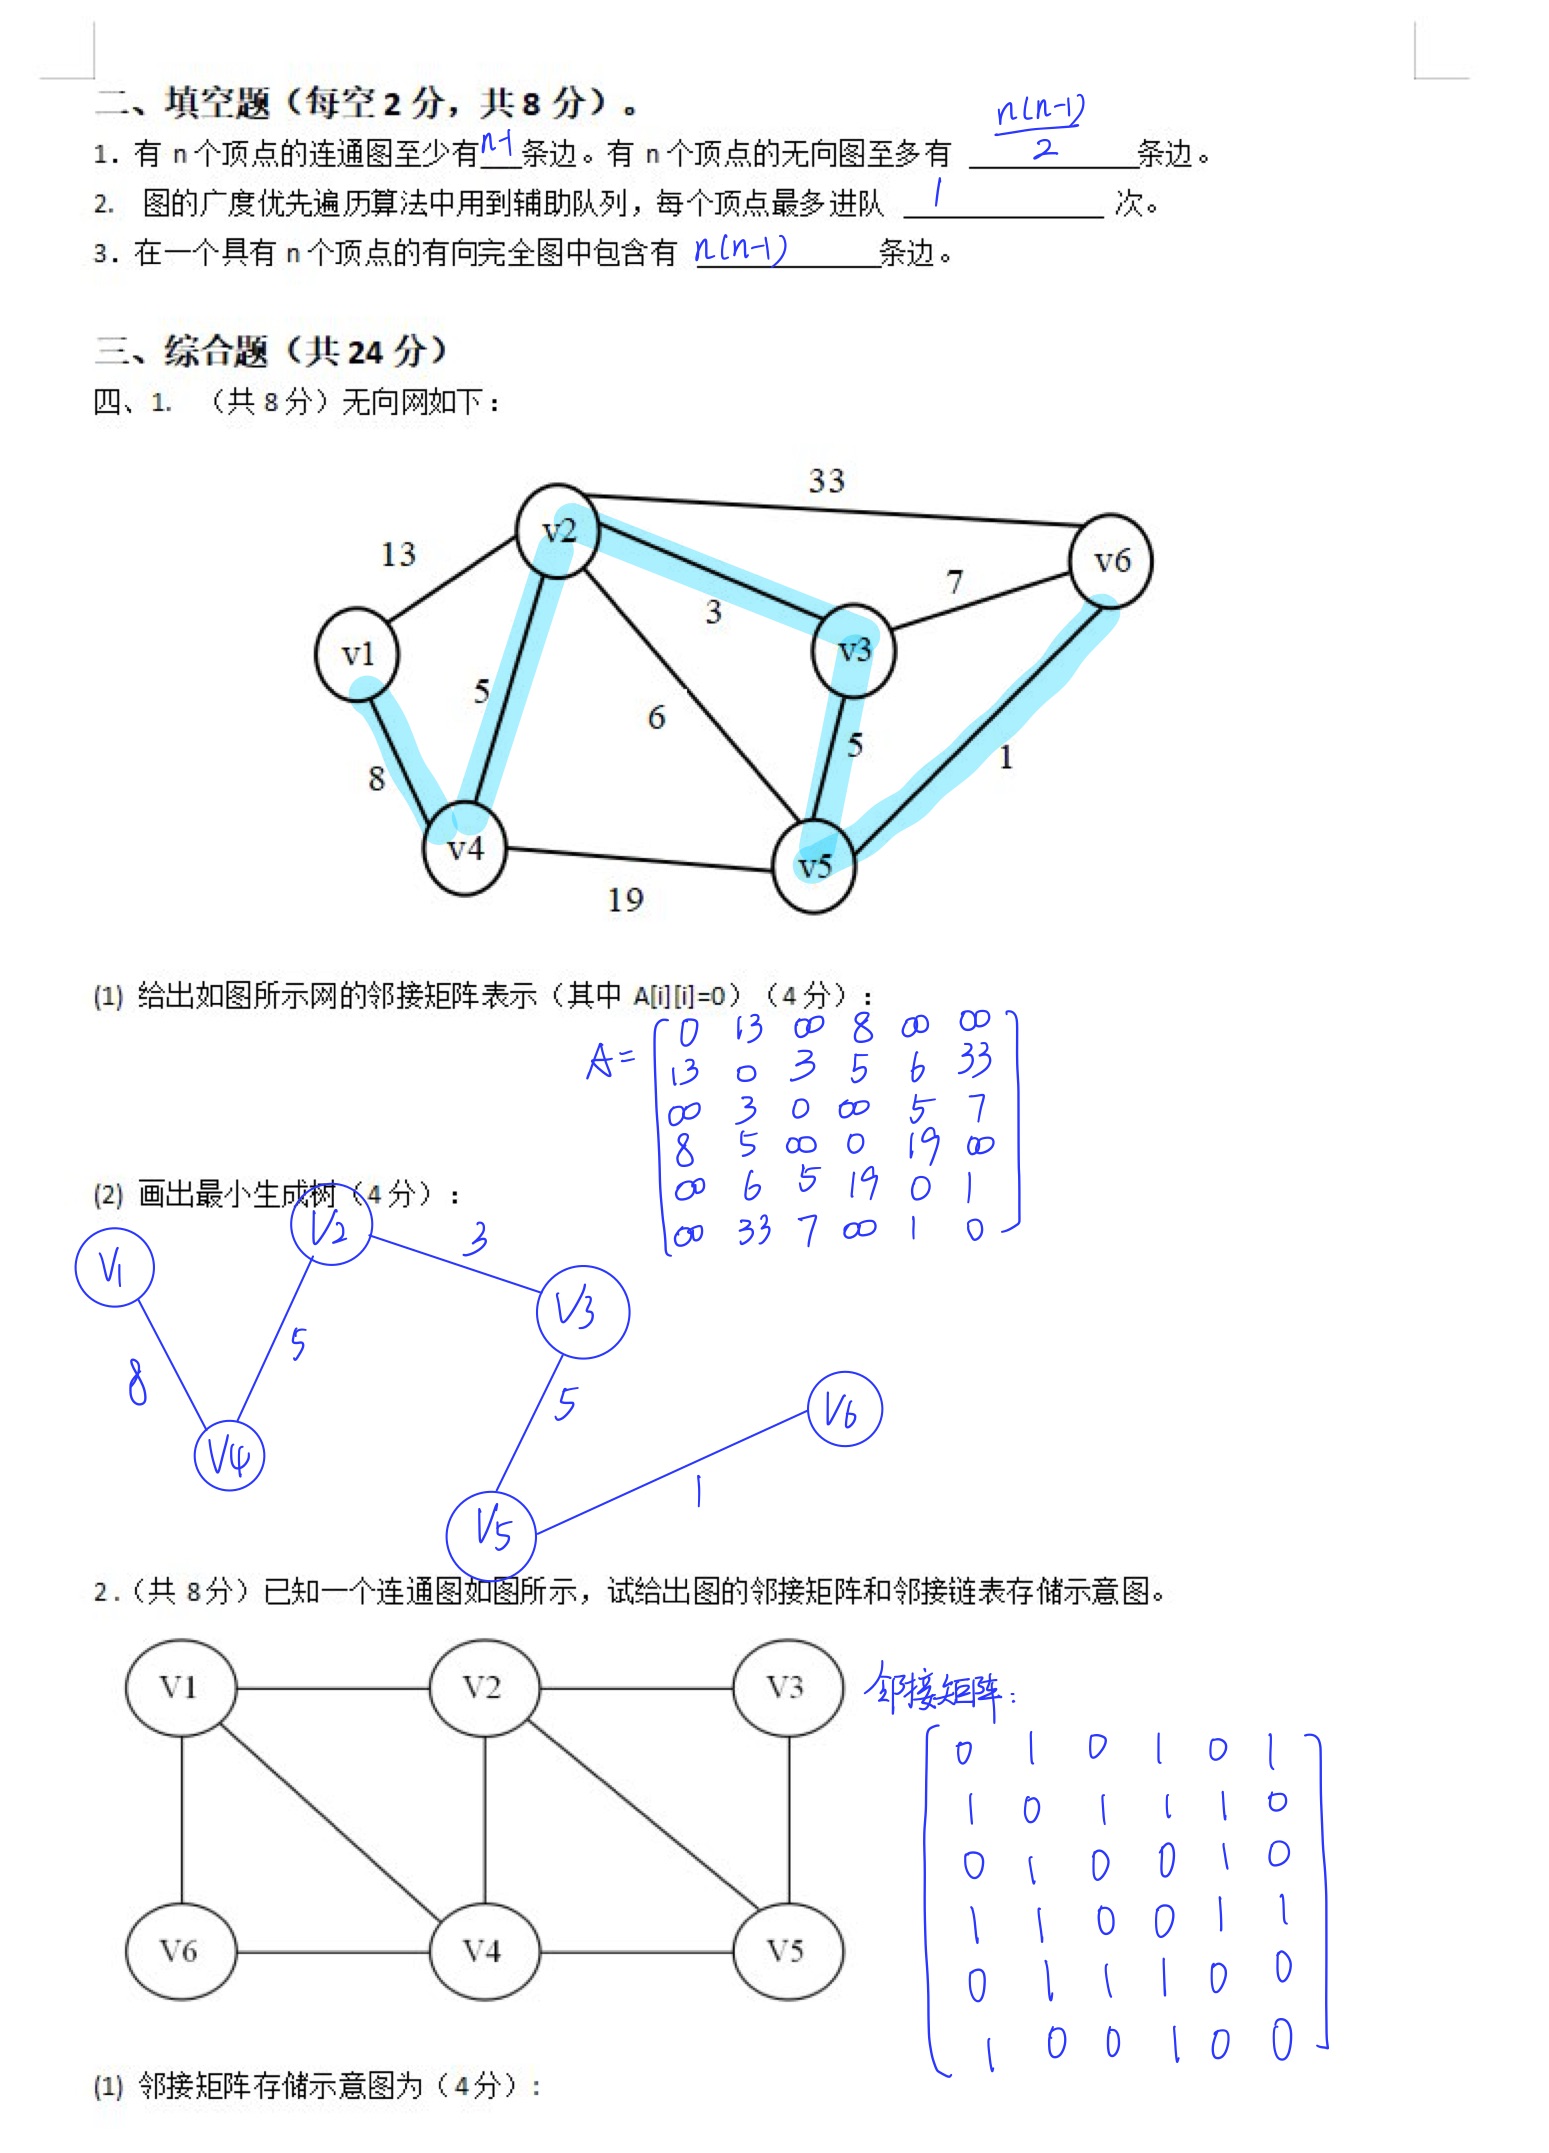 二、填空题（每空 2 分，共 8 分）。
1. 有 n 个顶点的连通图至少有 n-1 条边。有 n 个顶点的无向图至多有 n(n-1)/2 条边。
2. 图的广度优先遍历算法中用到辅助队列，每个顶点最多进队 1 次。
3. 在一个具有 n 个顶点的有向完全图中包含有 n(n-1) 条边。
三、综合题（共 24 分）
四、1. （共 8 分）无向网如下：
33
v2
13
v6
7
3
v1
v3
5
6
5
1
8
v4
v5
19
(1) 给出如图所示网的邻接矩阵表示（其中 A[i][i]=0）（4 分）：
A=
0 13 ∞ 8 ∞ ∞
13 0 3 5 6 33
∞ 3 0 ∞ 5 7
8 5 ∞ 0 19 ∞
∞ 6 5 19 0 1
∞ 33 7 ∞ 1 0
(2) 画出最小生成树（4 分）：
V2
3
V1
V3
5
8
5
V6
V4
1
V5
2.（共 8 分）已知一个连通图如图所示，试给出图的邻接矩阵和邻接链表存储示意图。
V1 V2 V3
邻接矩阵：
0 1 0 1 0 1
1 0 1 1 1 0
0 1 0 0 1 0
1 1 0 0 1 1
0 1 1 1 0 0
1 0 0 1 0 0
V6 V4 V5
(1) 邻接矩阵存储示意图为（4 分）：